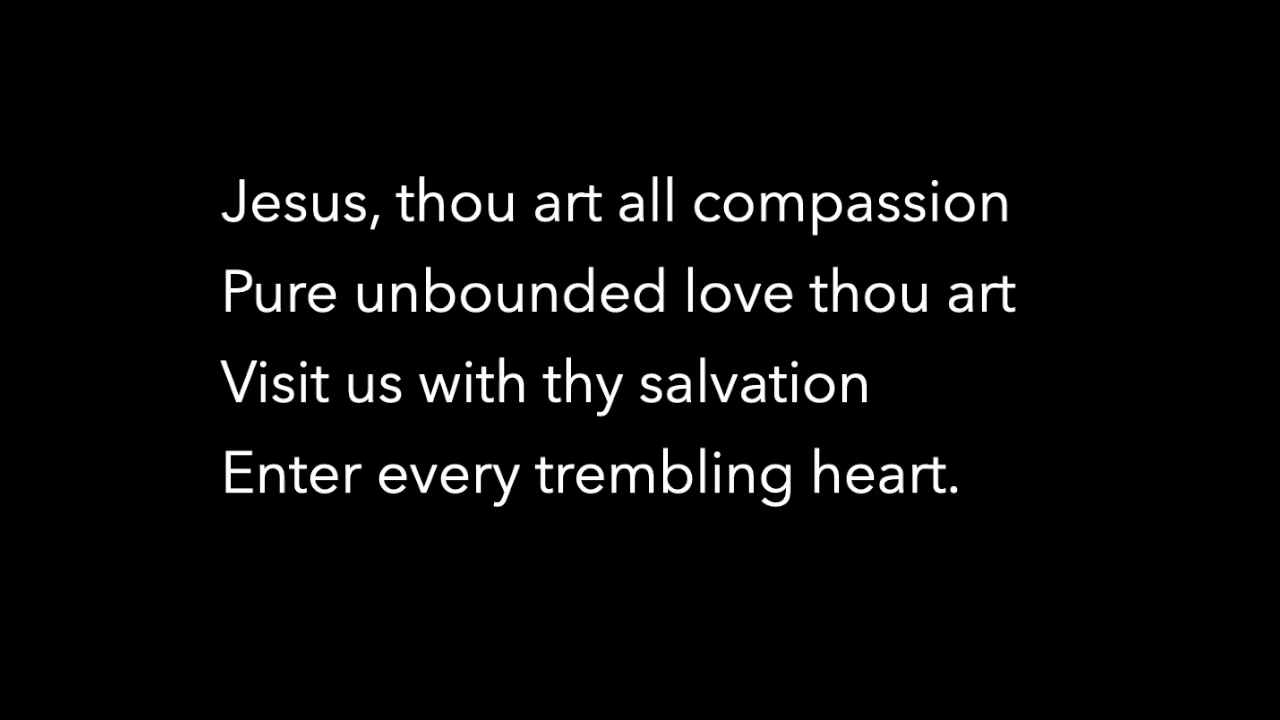 Jesus, thou art all compassion
Pure unbounded love thou art
Visit us with thy salvation
Enter every trembling heart.